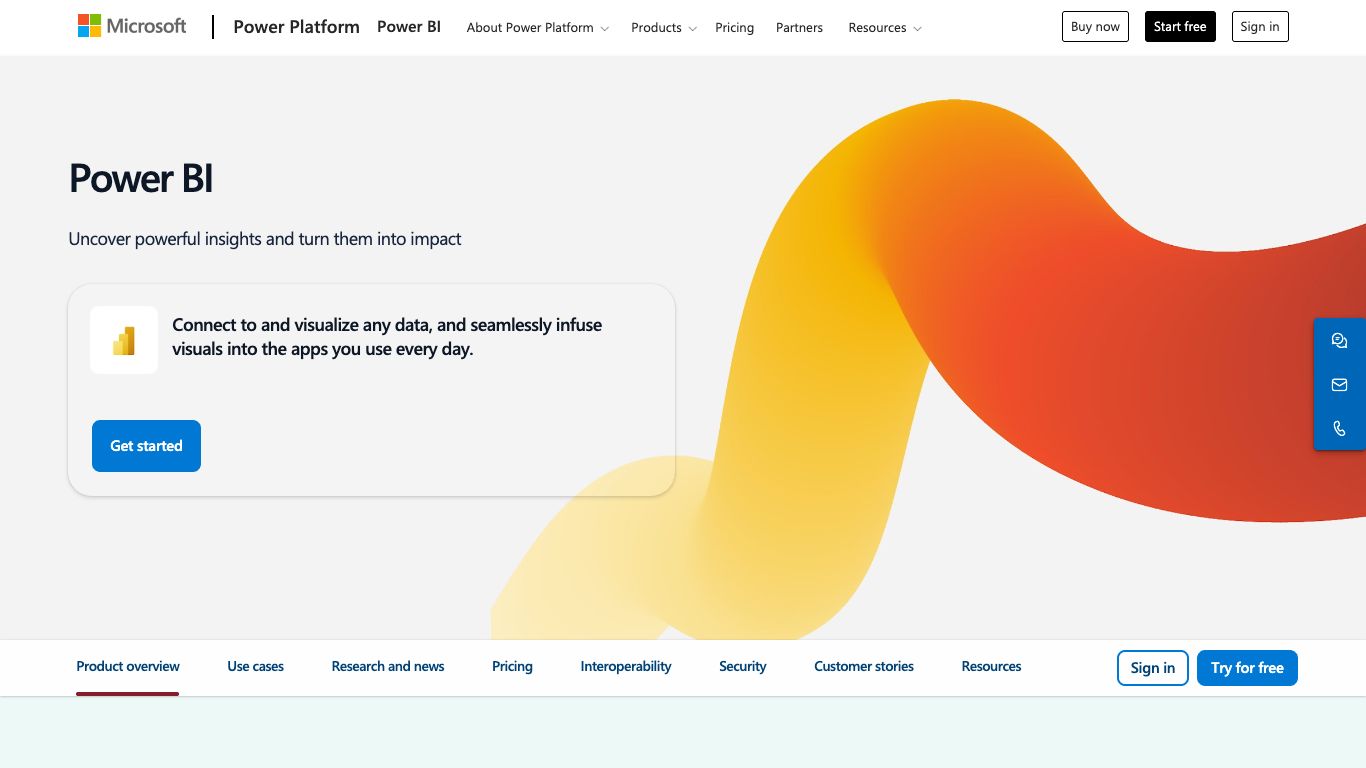 Microsoft
Power Platform
Power BI
About Power Platform
Products
Pricing
Partners
Resources
Buy now
Start free
Sign in
Power BI
Uncover powerful insights and turn them into impact
Connect to and visualize any data, and seamlessly infuse
visuals into the apps you use every day.
Get started
Product overview
Use cases
Research and news
Pricing
Interoperability
Security
Customer stories
Resources
Sign in
Try for free